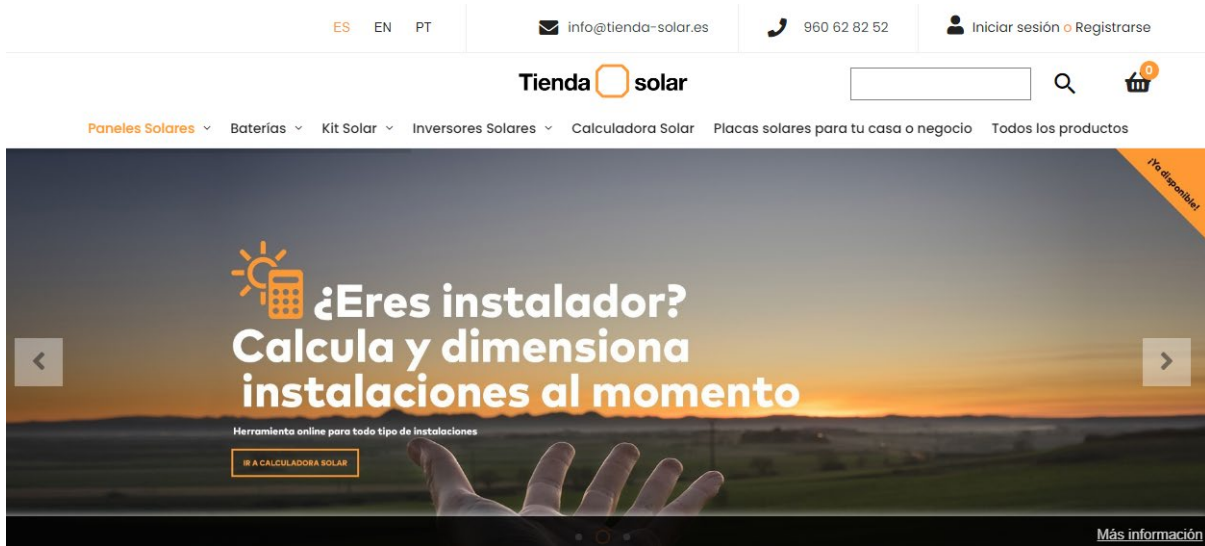 ES EN PT info@tienda-solar.es 960 62 82 52 Iniciar sesión o Registrarse
Tienda solar 0
Paneles Solares Baterías Kit Solar Inversores Solares Calculadora Solar Placas solares para tu casa o negocio Todos los productos
¡Ya disponible!
¿Eres instalador?
Calcula y dimensiona
instalaciones al momento
Herramienta online para todo tipo de instalaciones
IR A CALCULADORA SOLAR
Más información